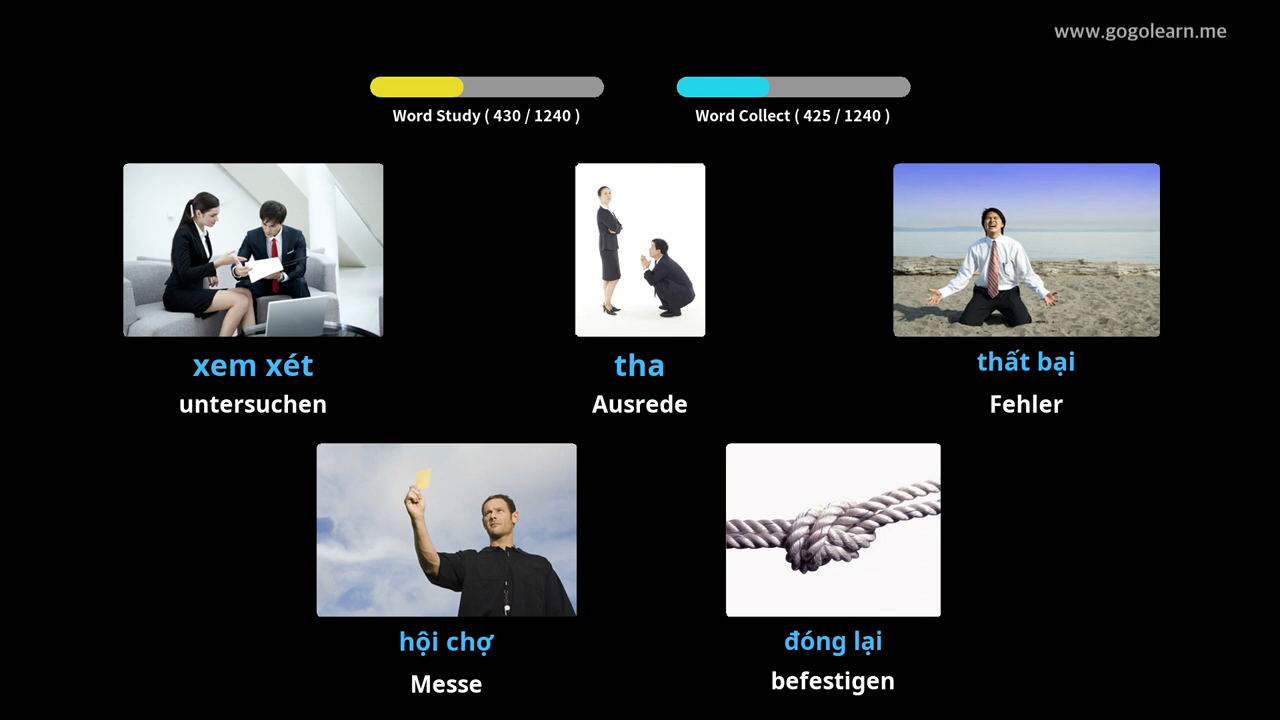 www.gogolearn.me
Word Study ( 430 / 1240 )
Word Collect ( 425 / 1240 )
xem xét
untersuchen
tha
Ausrede
thất bại
Fehler
hội chợ
Messe
đóng lại
befestigen